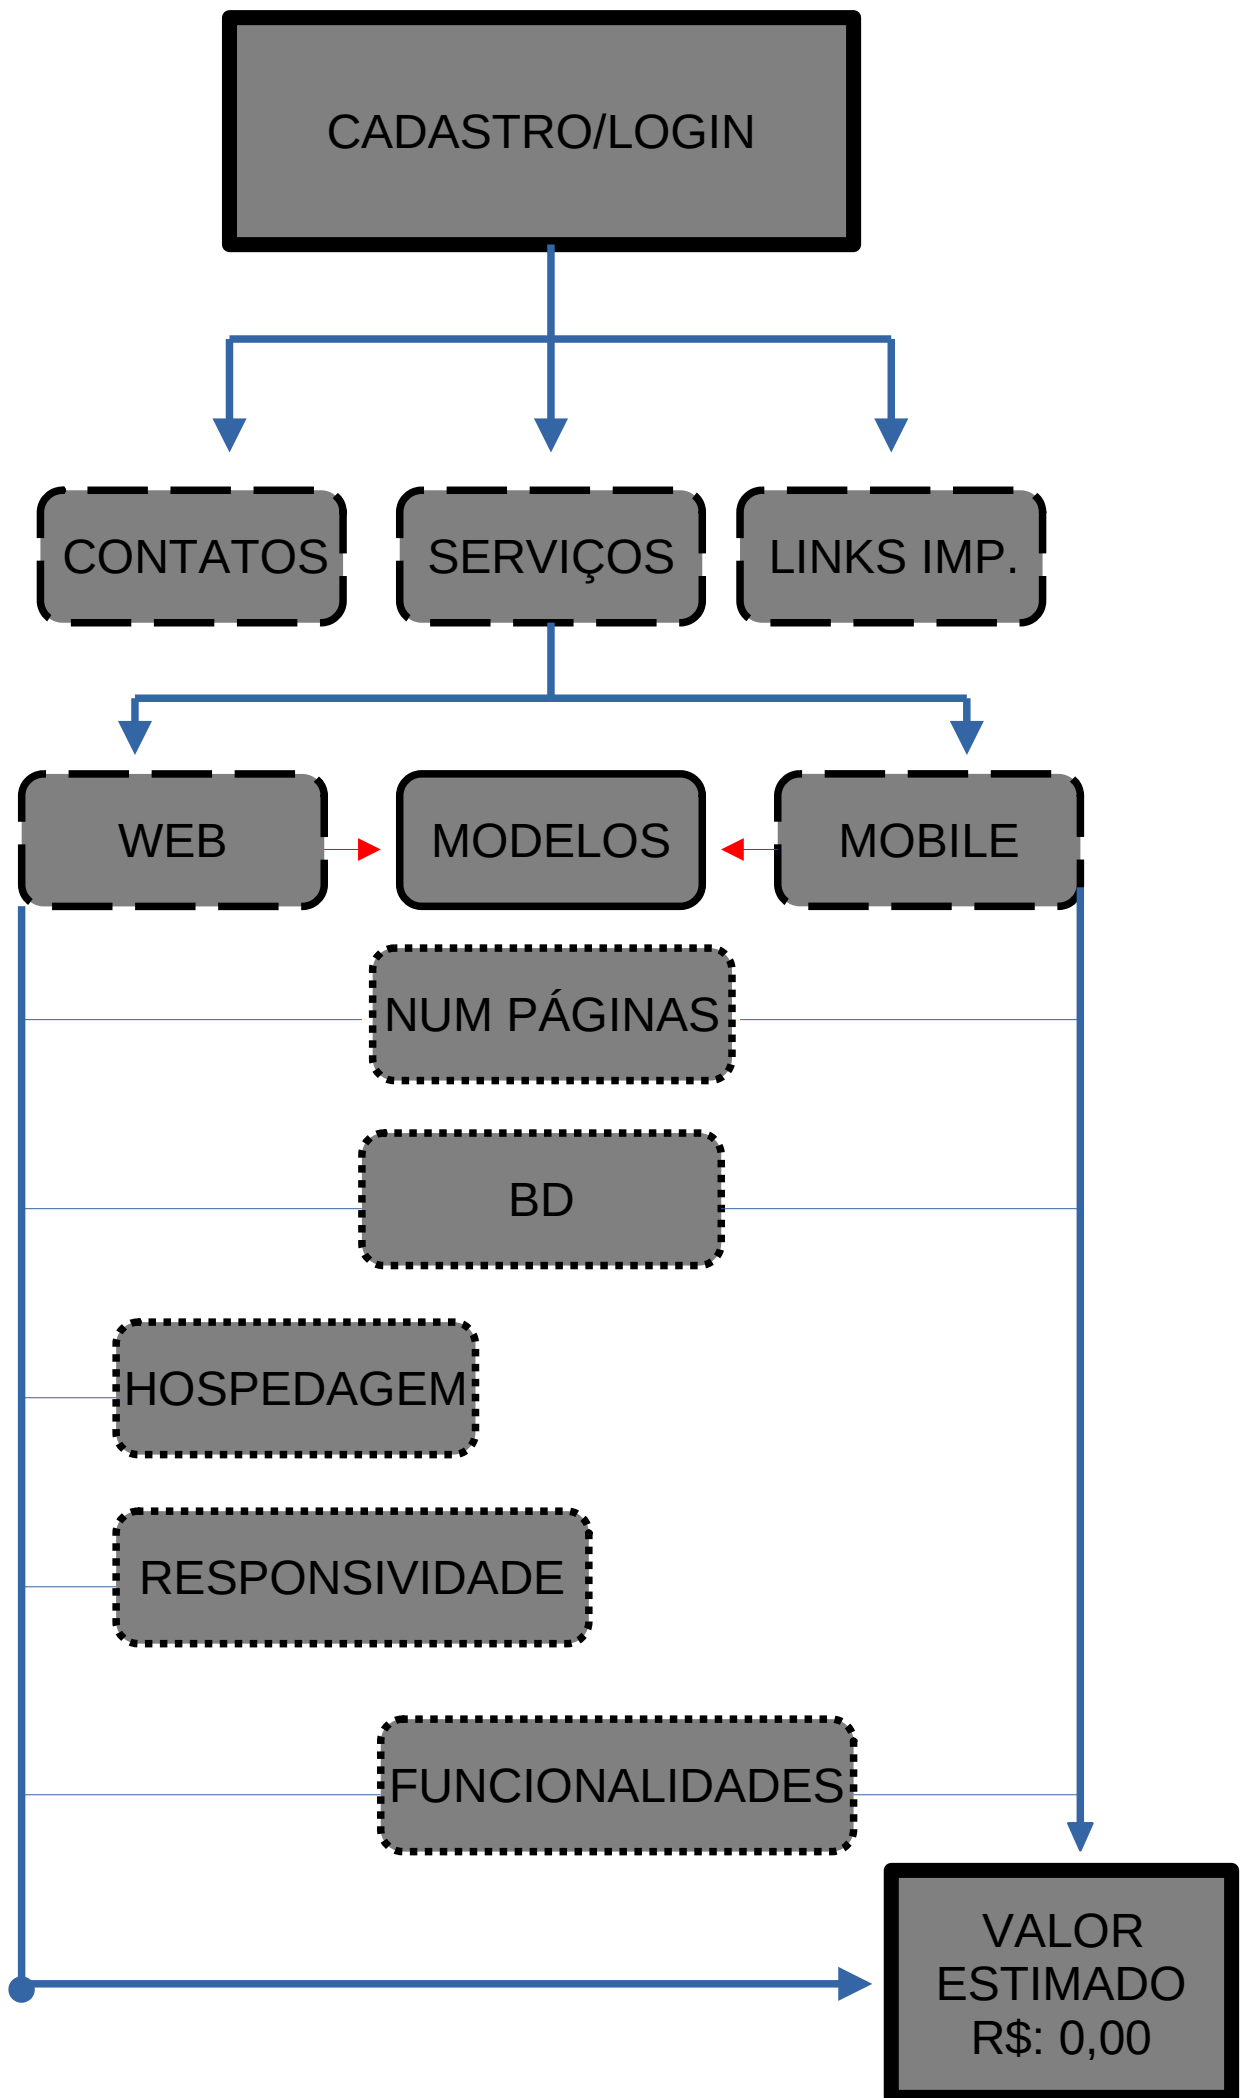 CADASTRO/LOGIN
CONTATOS
SERVIÇOS
LINKS IMP.
WEB
MODELOS
MOBILE
NUM PÁGINAS
BD
HOSPEDAGEM
RESPONSIVIDADE
FUNCIONALIDADES
VALOR
ESTIMADO
R$: 0,00